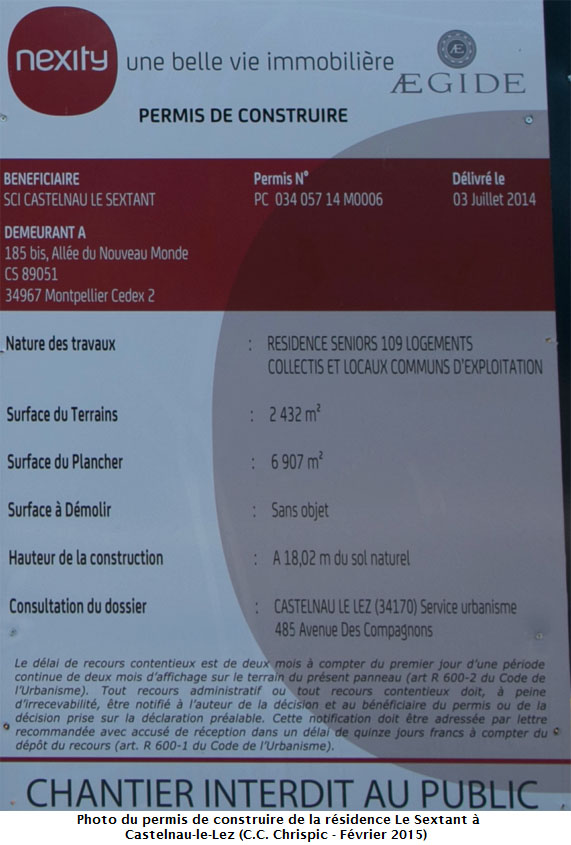 nexity une belle vie immobilière
Æ
ÆGIDE
PERMIS DE CONSTRUIRE
BENEFICIAIRE
SCI CASTELNAU LE SEXTANT
Permis N°
PC 034 057 14 M0006
Délivré le
03 Juillet 2014
DEMEURANT A
185 bis, Allée du Nouveau Monde
CS 89051
34967 Montpellier Cedex 2
Nature des travaux : RESIDENCE SENIORS 109 LOGEMENTS
COLLECTIS ET LOCAUX COMMUNS D'EXPLOITATION
Surface du Terrains : 2 432 m²
Surface du Plancher : 6 907 m²
Surface à Démolir : Sans objet
Hauteur de la construction : A 18,02 m du sol naturel
Consultation du dossier : CASTELNAU LE LEZ (34170) Service urbanisme
485 Avenue Des Compagnons
Le délai de recours contentieux est de deux mois à compter du premier jour d'une période
continue de deux mois d'affichage sur le terrain du présent panneau (art R 600-2 du Code de
l'Urbanisme). Tout recours administratif ou tout recours contentieux doit, à peine
d'irrecevabilité, être notifié à l'auteur de la décision et au bénéficiaire du permis ou de la
décision prise sur la déclaration préalable. Cette notification doit être adressée par lettre
recommandée avec accusé de réception dans un délai de quinze jours francs à compter du
dépôt du recours (art. R 600-1 du Code de l'Urbanisme).
CHANTIER INTERDIT AU PUBLIC
Photo du permis de construire de la résidence Le Sextant à
Castelnau-le-Lez (C.C. Chrispic - Février 2015)